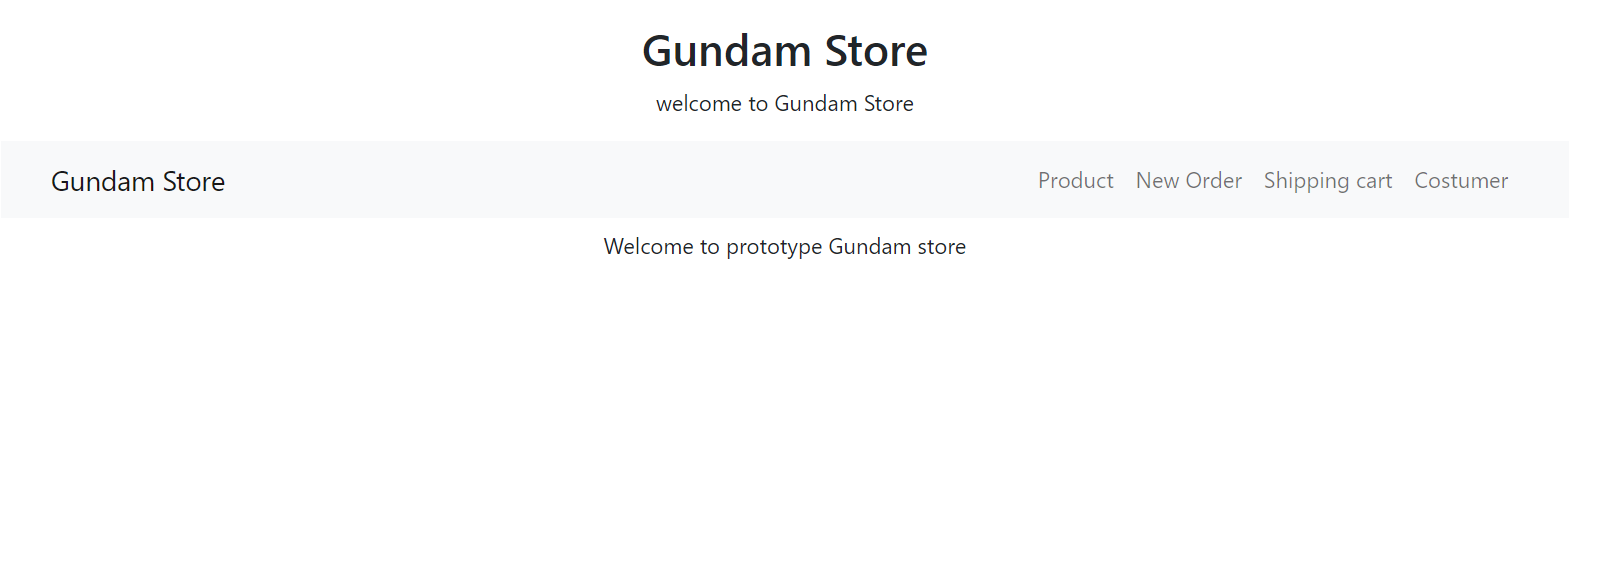 Gundam Store
welcome to Gundam Store
Gundam Store Product New Order Shipping cart Costumer
Welcome to prototype Gundam store